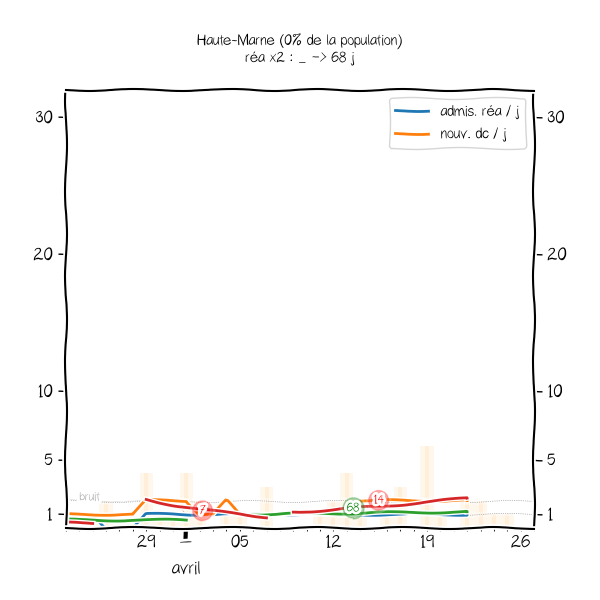 Haute-Marne (0% de la population)
réa x2 : _ -> 68 j
admis. réa / j
nouv. dc / j
30 30
20 20
10 10
5 5
... bruit
7 68 14
1 1
29 1 05 12 19 26
avril